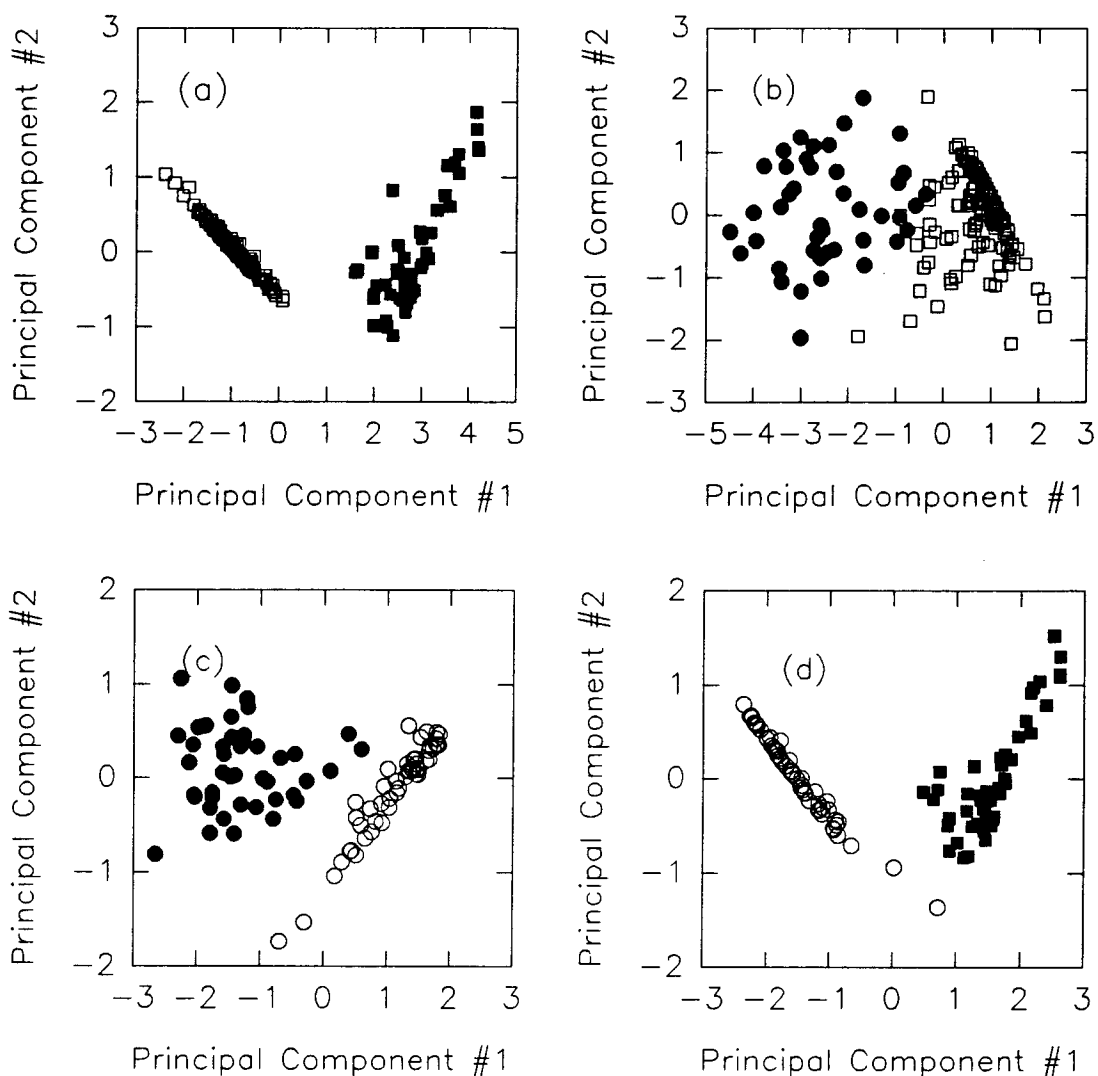 Principal Component #2
3
2
1
0
−1
−2
(a)
−3−2−1 0 1 2 3 4 5
Principal Component #1
Principal Component #2
3
2
1
0
−1
−2
−3
(b)
−5−4−3−2−1 0 1 2 3
Principal Component #1
Principal Component #2
2
1
0
−1
−2
(c)
−3 −2 −1 0 1 2 3
Principal Component #1
Principal Component #2
2
1
0
−1
−2
(d)
−3 −2 −1 0 1 2 3
Principal Component #1